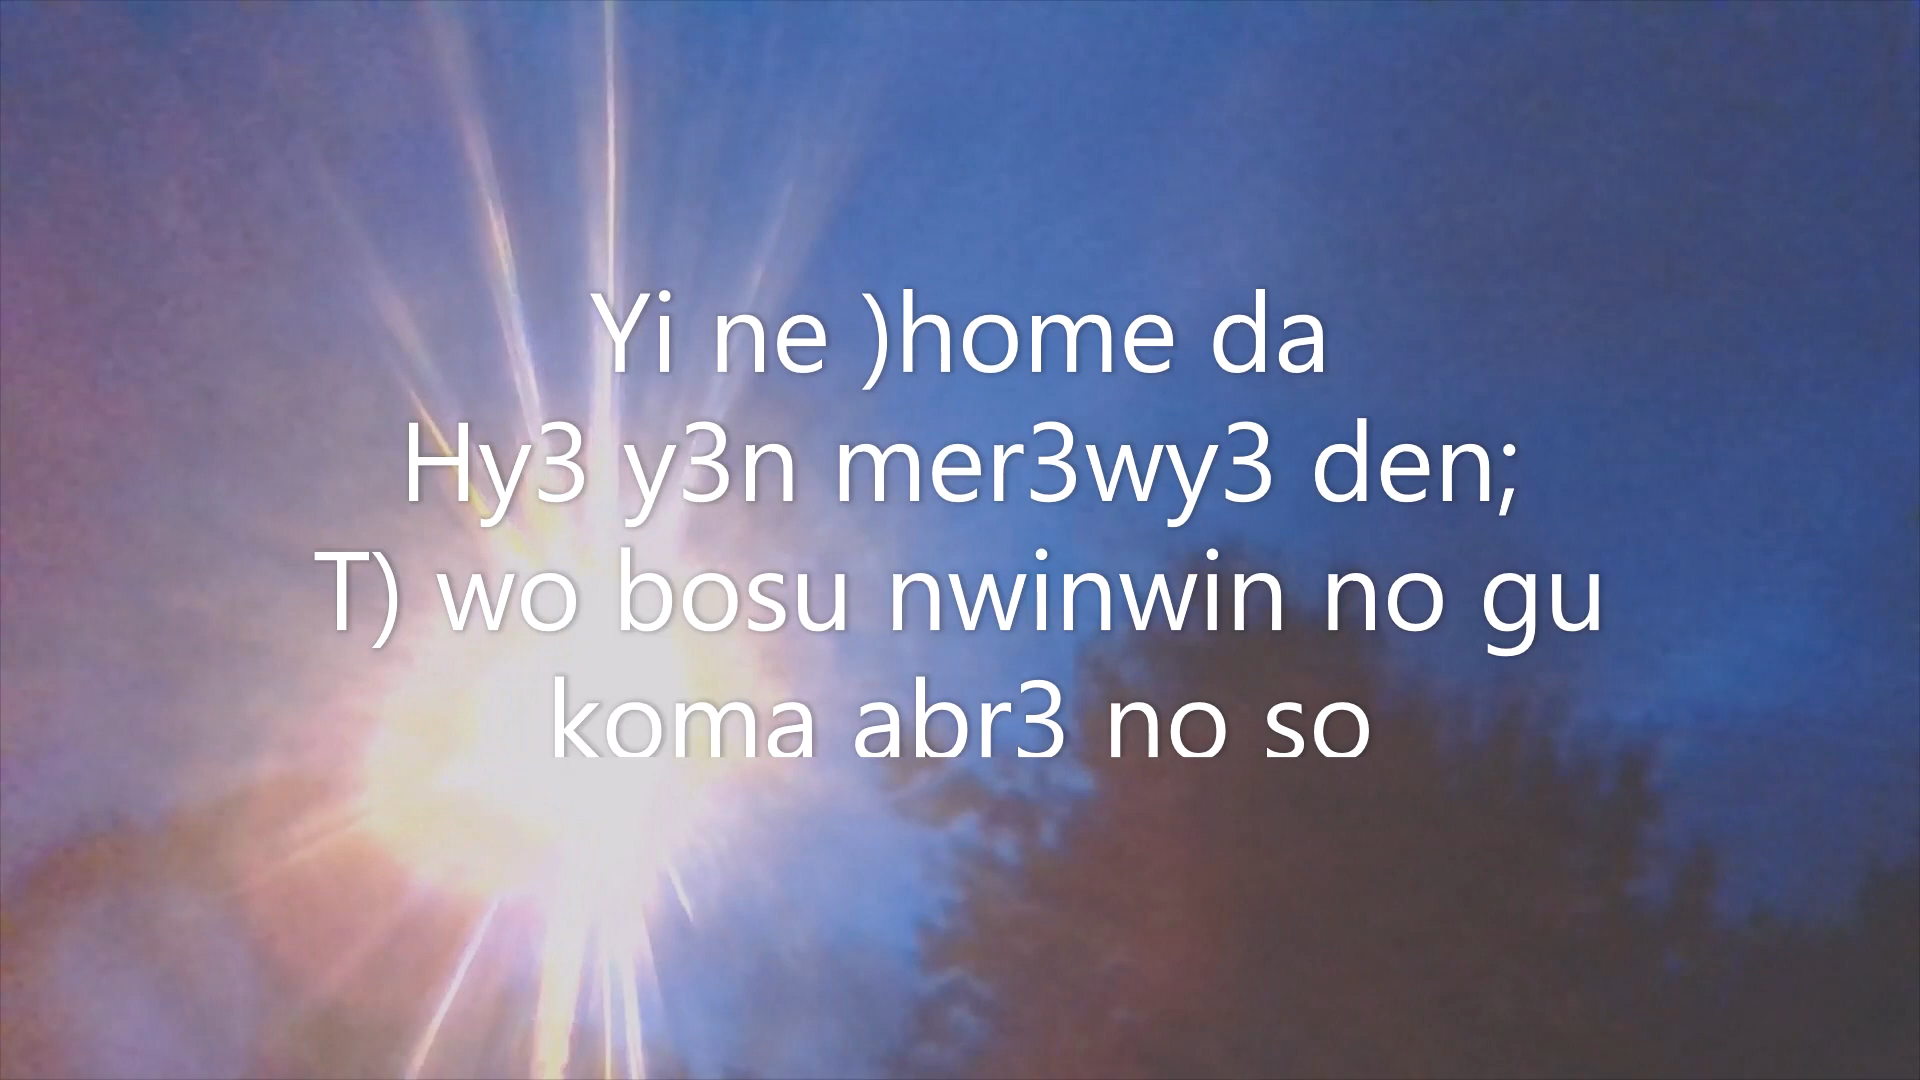 Yi ne )home da
Hy3 y3n mer3wy3 den;
T) wo bosu nwinwin no gu
koma abr3 no so